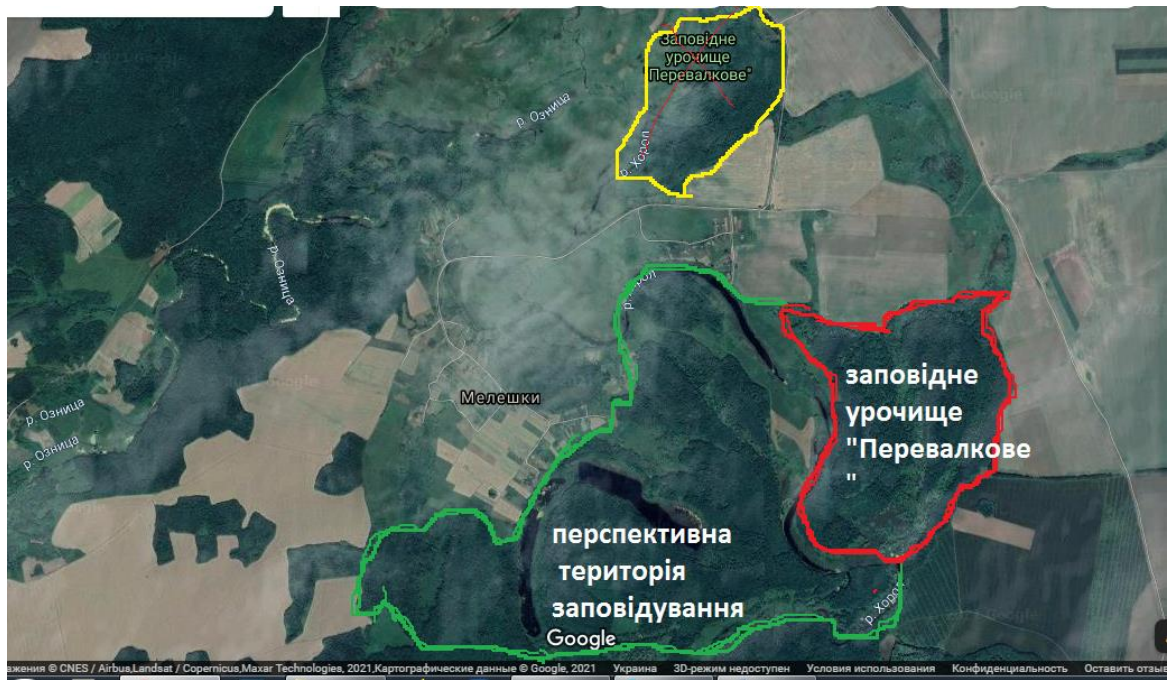 Заповідне
урочище
Перевалкове"
р. Озница
р. Хорол
р. Озница
р. Хорол
заповідне
урочище
"Перевалкове
"
Мелешки
р. Озница
р. Озница
перспективна
територія
заповідування
р. Хорол
Google
ажения © CNES / Airbus,Landsat / Copernicus,Maxar Technologies, 2021,Картографические данные © Google, 2021 Украина 3D-режим недоступен Условия использования Конфиденциальность Оставить отзыв